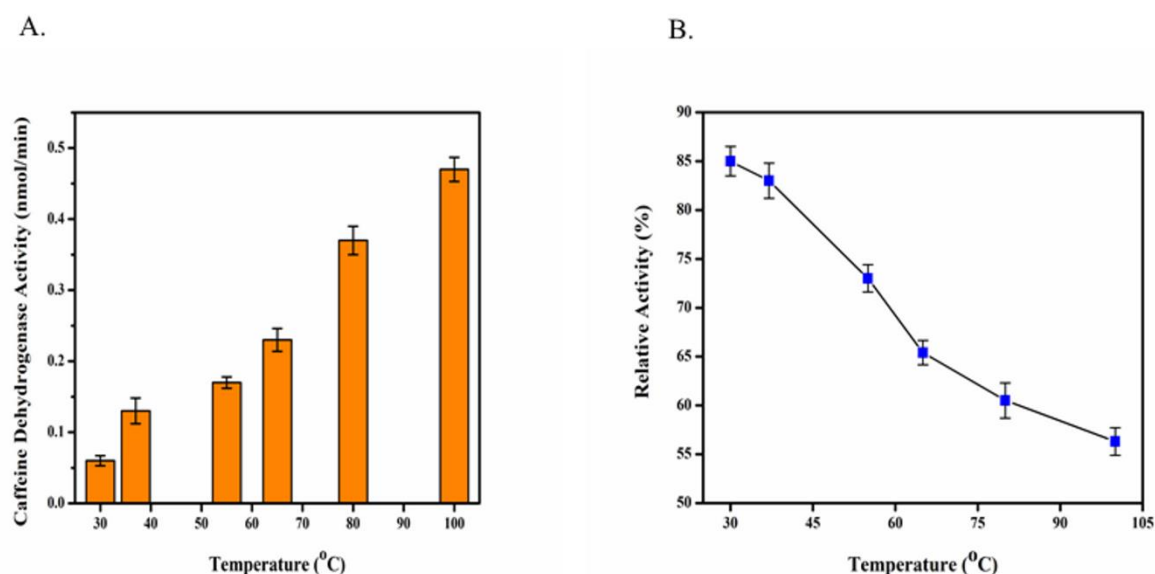 A.
Caffeine Dehydrogenase Activity (nmol/min)
0.5
0.4
0.3
0.2
0.1
0.0
30 40 50 60 70 80 90 100
Temperature (°C)
B.
Relative Activity (%)
90
85
80
75
70
65
60
55
50
30 45 60 75 90 105
Temperature (°C)